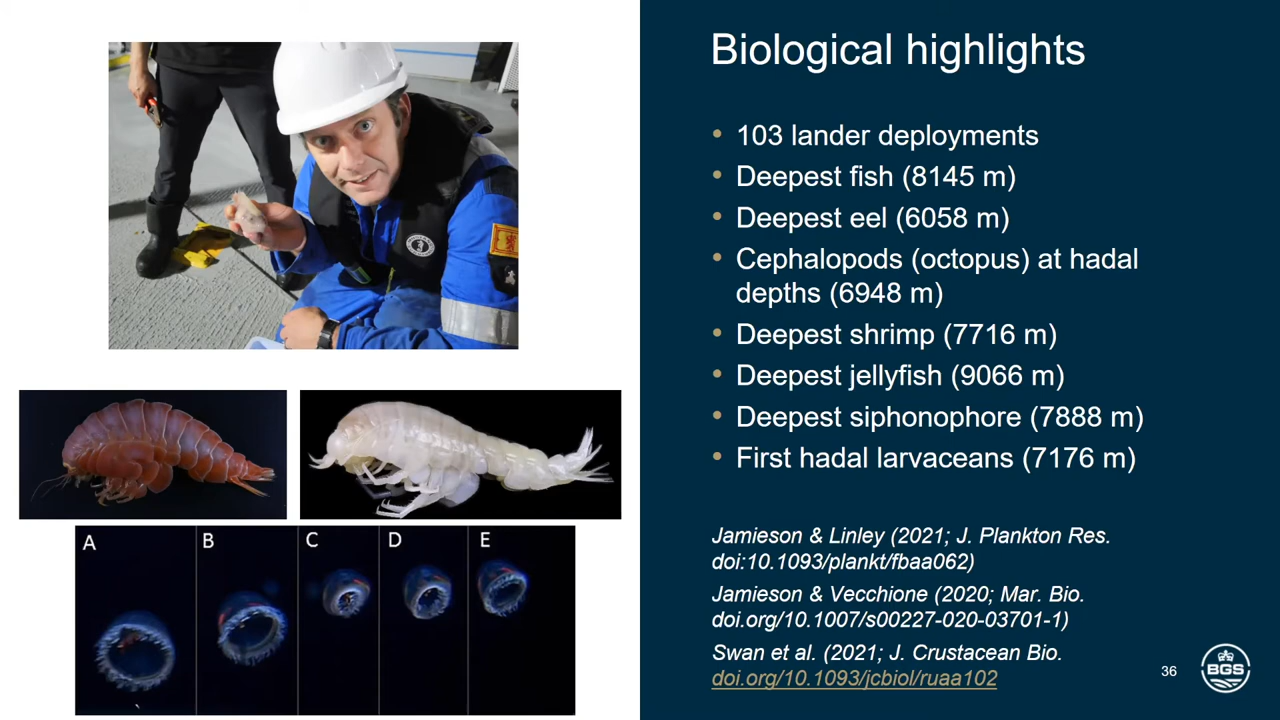 Biological highlights
• 103 lander deployments
• Deepest fish (8145 m)
• Deepest eel (6058 m)
• Cephalopods (octopus) at hadal
depths (6948 m)
• Deepest shrimp (7716 m)
• Deepest jellyfish (9066 m)
• Deepest siphonophore (7888 m)
• First hadal larvaceans (7176 m)
A B C D E
Jamieson & Linley (2021; J. Plankton Res.
doi:10.1093/plankt/fbaa062)
Jamieson & Vecchione (2020; Mar. Bio.
doi.org/10.1007/s00227-020-03701-1)
Swan et al. (2021; J. Crustacean Bio.
doi.org/10.1093/jcbiol/ruaa102
36
BGS